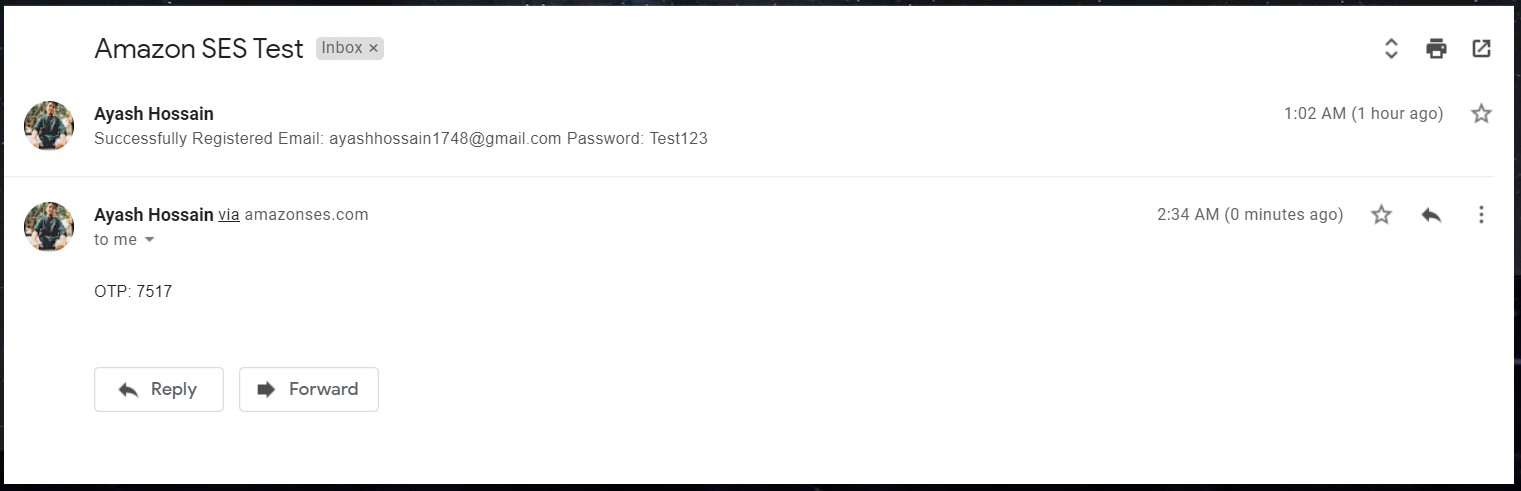 Amazon SES Test Inbox ×
Ayash Hossain 1:02 AM (1 hour ago)
Successfully Registered Email: ayashhossain1748@gmail.com Password: Test123
Ayash Hossain via amazonses.com 2:34 AM (0 minutes ago)
to me
OTP: 7517
Reply Forward